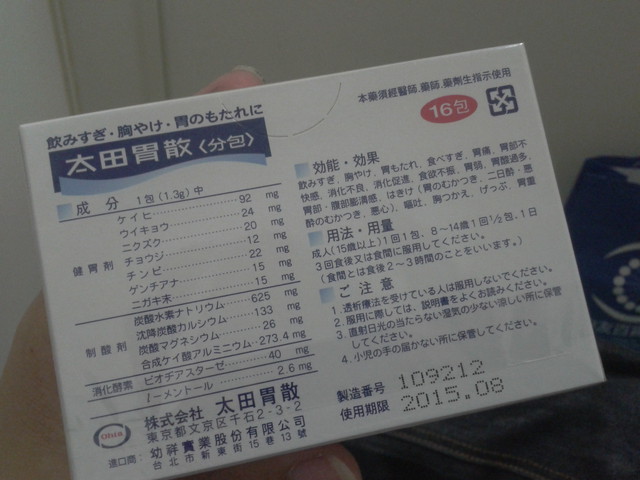 本藥須經醫師、藥師、藥劑生指示使用
16包
飲みすぎ・胸やけ・胃のもたれに
太田胃散〈分包〉
成分 1包(1.3g)中
健胃剤
ケイヒ 92 mg
ウイキョウ 24 mg
ニクズク 20 mg
チョウジ 12 mg
チンピ 22 mg
ゲンチアナ 15 mg
ニガキ末 15 mg
制酸剤
炭酸水素ナトリウム 625 mg
沈降炭酸カルシウム 133 mg
炭酸マグネシウム 26 mg
合成ケイ酸アルミニウム 273.4 mg
消化酵素 ビオヂアスターゼ 40 mg
l-メントール 2.6 mg
株式会社 太田胃散
東京都文京区千石2-3-2
進口商: 幼祥實業股份有限公司
台北市新東街15巷13號
効能・効果
飲みすぎ、胸やけ、胃もたれ、食べすぎ、胃痛、胃部不
快感、消化不良、消化促進、食欲不振、胃弱、胃酸過多、
胃部・腹部膨満感、はきけ(胃のむかつき、二日酔・悪
酔のむかつき、悪心)、嘔吐、胸つかえ、げっぷ、胃重
用法・用量
成人(15歳以上)1回1包、8〜14歳1回1/2包、1日
3回食後又は食間に服用してください。
(食間とは食後2〜3時間のことをいいます。)
ご注意
1. 透析療法を受けている人は服用しないでください。
2. 服用に際しては、説明書をよくお読みください。
3. 直射日光の当たらない湿気の少ない涼しい所に保管
してください。
4. 小児の手の届かない所に保管してください。
製造番号 109212
使用期限 2015.08